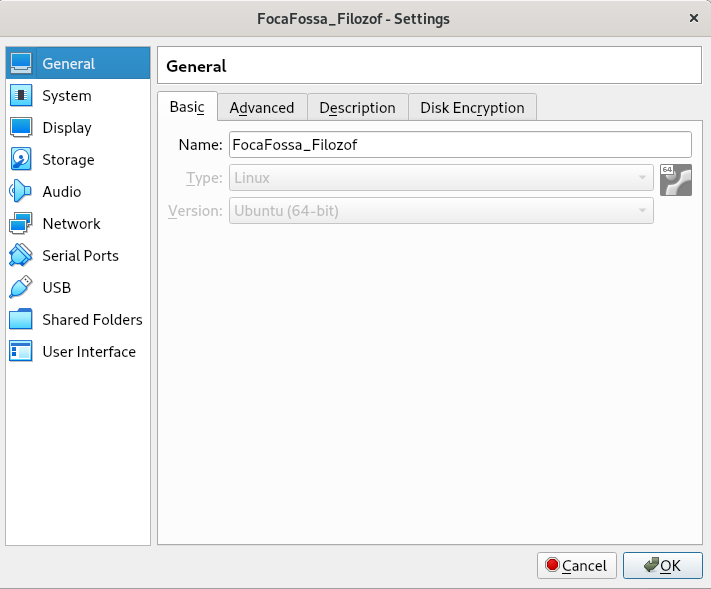 FocaFossa_Filozof - Settings
General
System
Display
Storage
Audio
Network
Serial Ports
USB
Shared Folders
User Interface
General
Basic Advanced Description Disk Encryption
Name: FocaFossa_Filozof
Type: Linux
64
Version: Ubuntu (64-bit)
Cancel OK